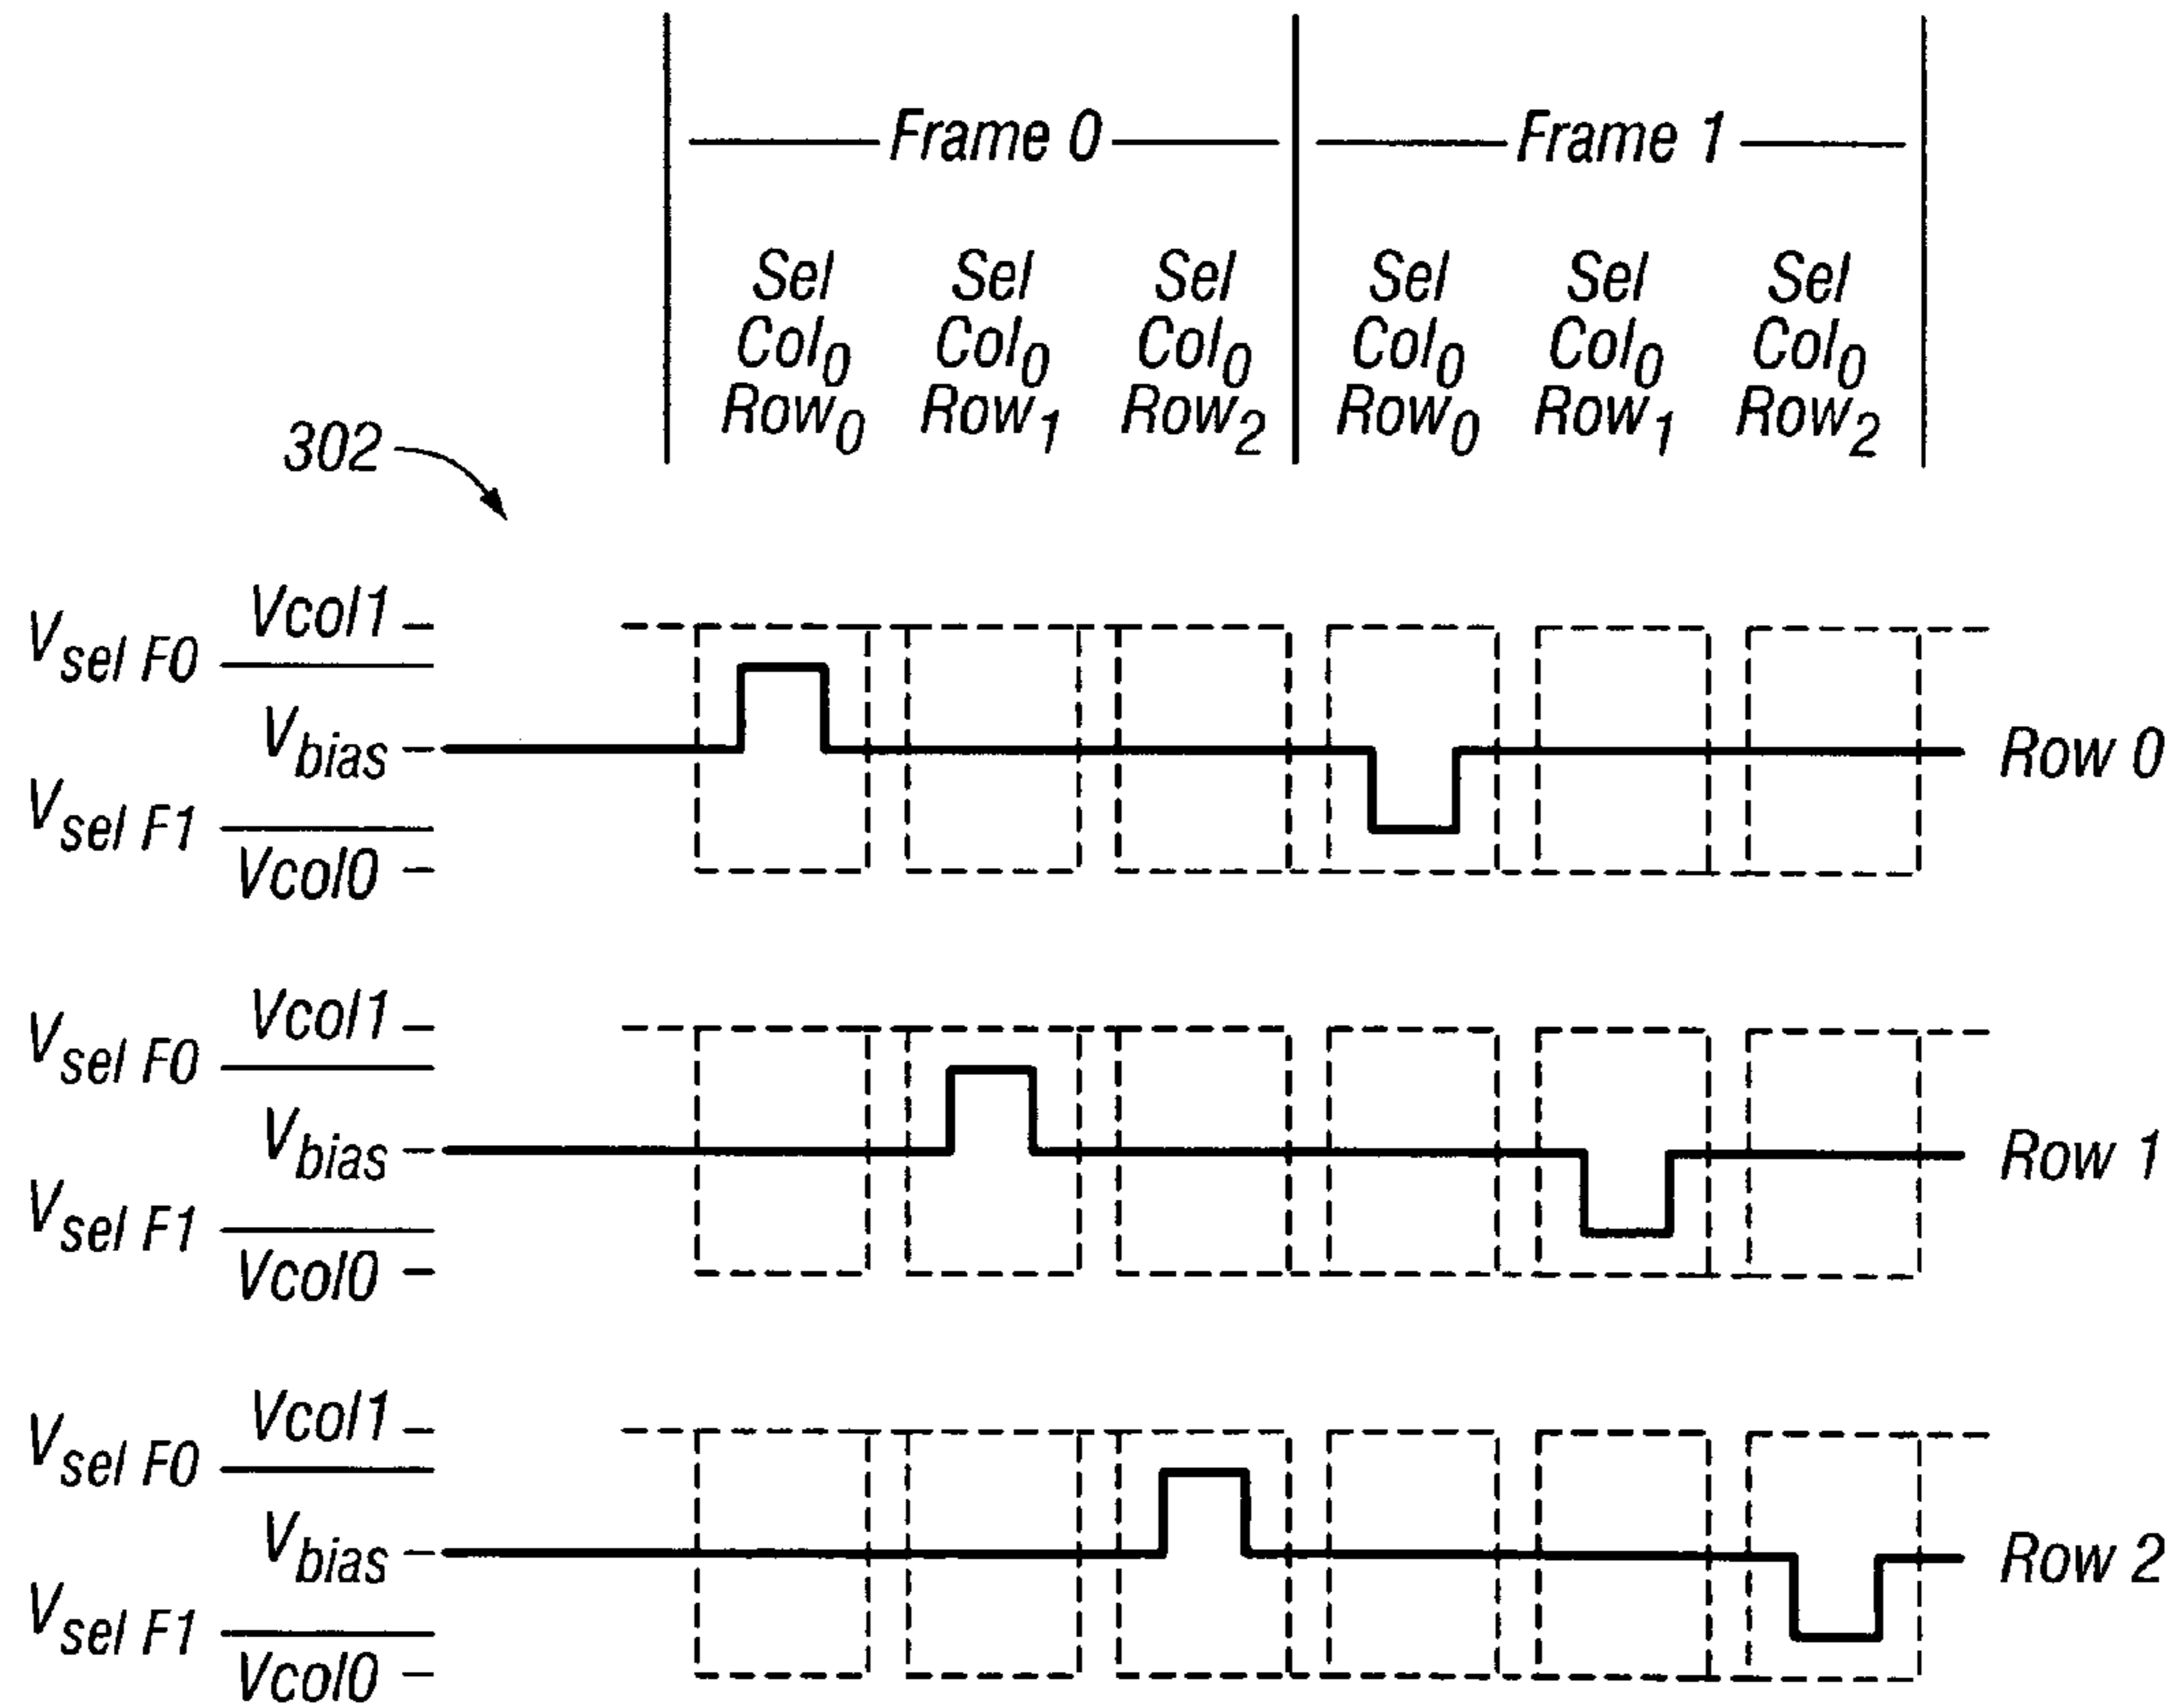 Frame 0 Frame 1
Sel Sel Sel Sel Sel Sel
Col0 Col0 Col0 Col0 Col0 Col0
Row0 Row1 Row2 Row0 Row1 Row2
302
Vcol1
Vsel F0
Vbias Row 0
Vsel F1
Vcol0
Vcol1
Vsel F0
Vbias Row 1
Vsel F1
Vcol0
Vcol1
Vsel F0
Vbias Row 2
Vsel F1
Vcol0